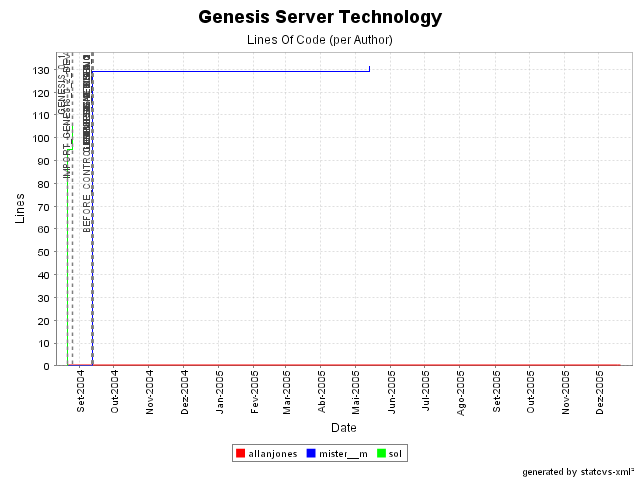 Genesis Server Technology
Lines Of Code (per Author)
Lines
130
120
110
100
90
80
70
60
50
40
30
20
10
0
BEFORE_CONTRO
Set-2004
Out-2004
Nov-2004
Dez-2004
Jan-2005
Fev-2005
Mar-2005
Abr-2005
Mai-2005
Jun-2005
Jul-2005
Ago-2005
Set-2005
Out-2005
Nov-2005
Dez-2005
Date
allanjones
mister___m
sol
generated by statcvs-xml²